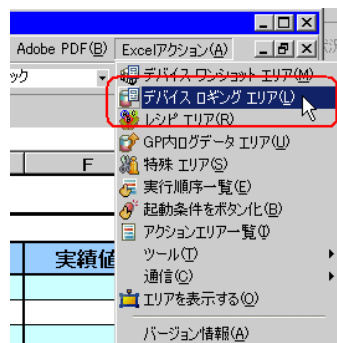 Adobe PDF(B) Excelアクション(A)
デバイス ワンショット エリア(M)
デバイス ロギング エリア(L)
レシピ エリア(R)
GP内ログデータ エリア(U)
特殊 エリア(S)
実行順序一覧(E)
起動条件をボタン化(B)
アクションエリア一覧(I)
ツール(T)
通信(C)
エリアを表示する(O)
バージョン情報(A)
F
実績値